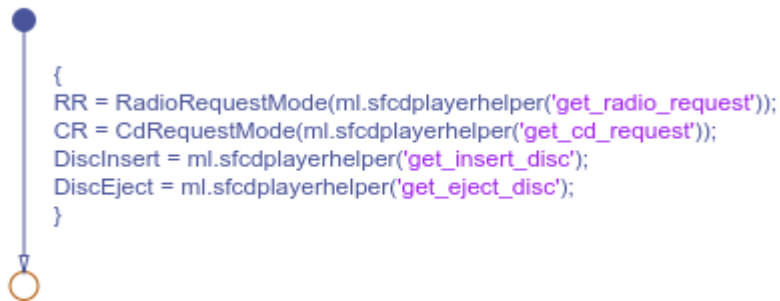 {
RR = RadioRequestMode(ml.sfcdplayerhelper('get_radio_request'));
CR = CdRequestMode(ml.sfcdplayerhelper('get_cd_request'));
DiscInsert = ml.sfcdplayerhelper('get_insert_disc');
DiscEject = ml.sfcdplayerhelper('get_eject_disc');
}